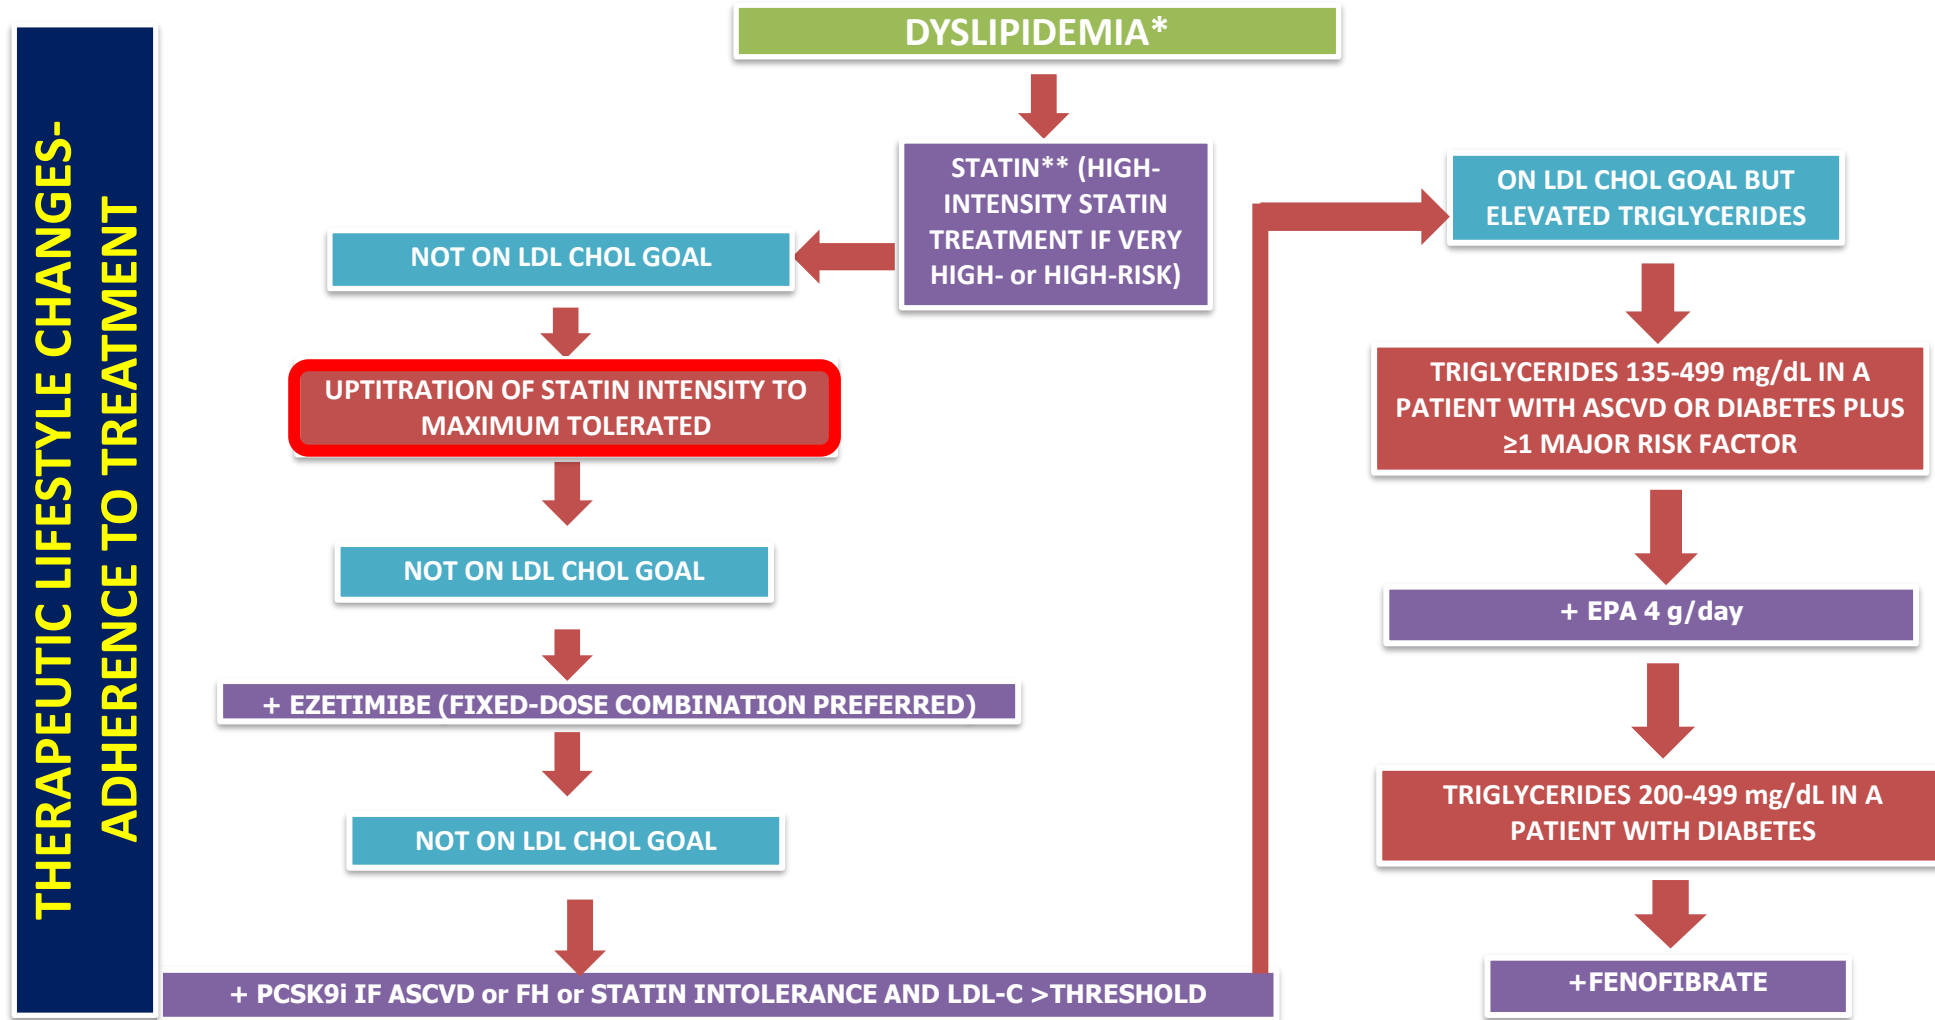 THERAPEUTIC LIFESTYLE CHANGES-
ADHERENCE TO TREATMENT
DYSLIPIDEMIA*
STATIN** (HIGH-
INTENSITY STATIN
TREATMENT IF VERY
HIGH- or HIGH-RISK)
NOT ON LDL CHOL GOAL
UPTITRATION OF STATIN INTENSITY TO
MAXIMUM TOLERATED
NOT ON LDL CHOL GOAL
+ EZETIMIBE (FIXED-DOSE COMBINATION PREFERRED)
NOT ON LDL CHOL GOAL
+ PCSK9i IF ASCVD or FH or STATIN INTOLERANCE AND LDL-C >THRESHOLD
ON LDL CHOL GOAL BUT
ELEVATED TRIGLYCERIDES
TRIGLYCERIDES 135-499 mg/dL IN A
PATIENT WITH ASCVD OR DIABETES PLUS
≥1 MAJOR RISK FACTOR
+ EPA 4 g/day
TRIGLYCERIDES 200-499 mg/dL IN A
PATIENT WITH DIABETES
+FENOFIBRATE